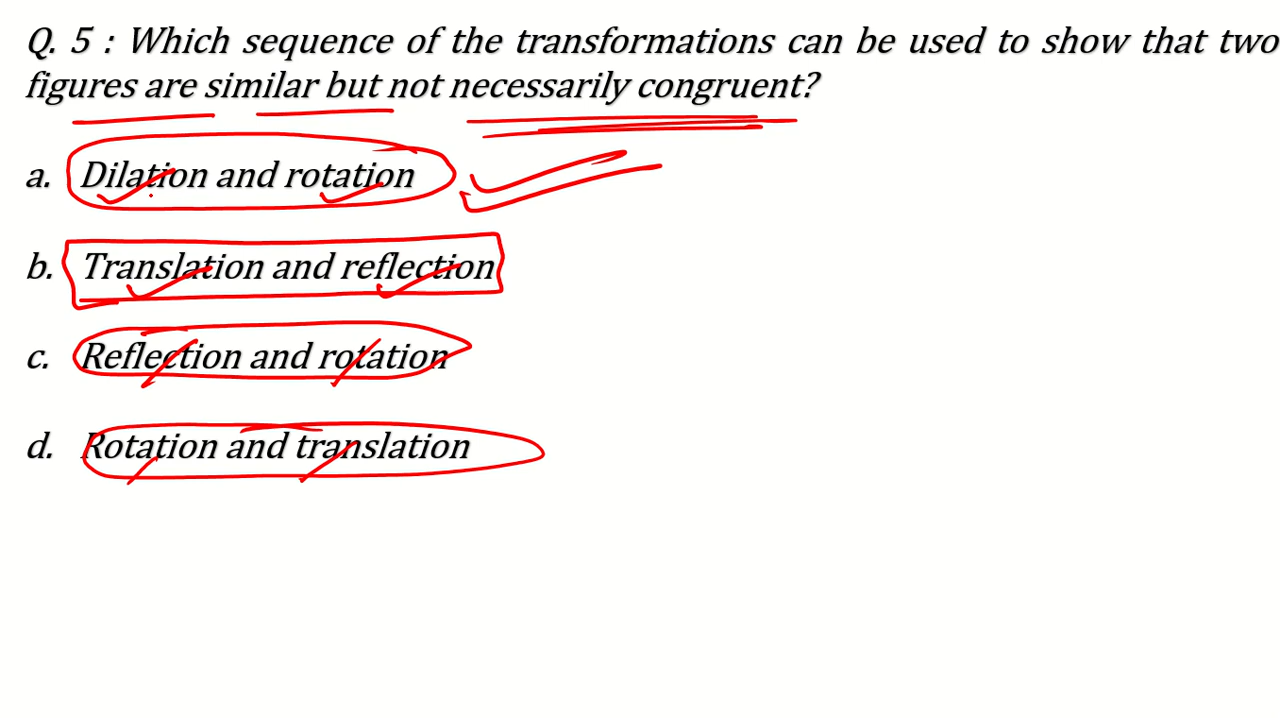 Q. 5 : Which sequence of the transformations can be used to show that two
figures are similar but not necessarily congruent?
a. Dilation and rotation
b. Translation and reflection
c. Reflection and rotation
d. Rotation and translation